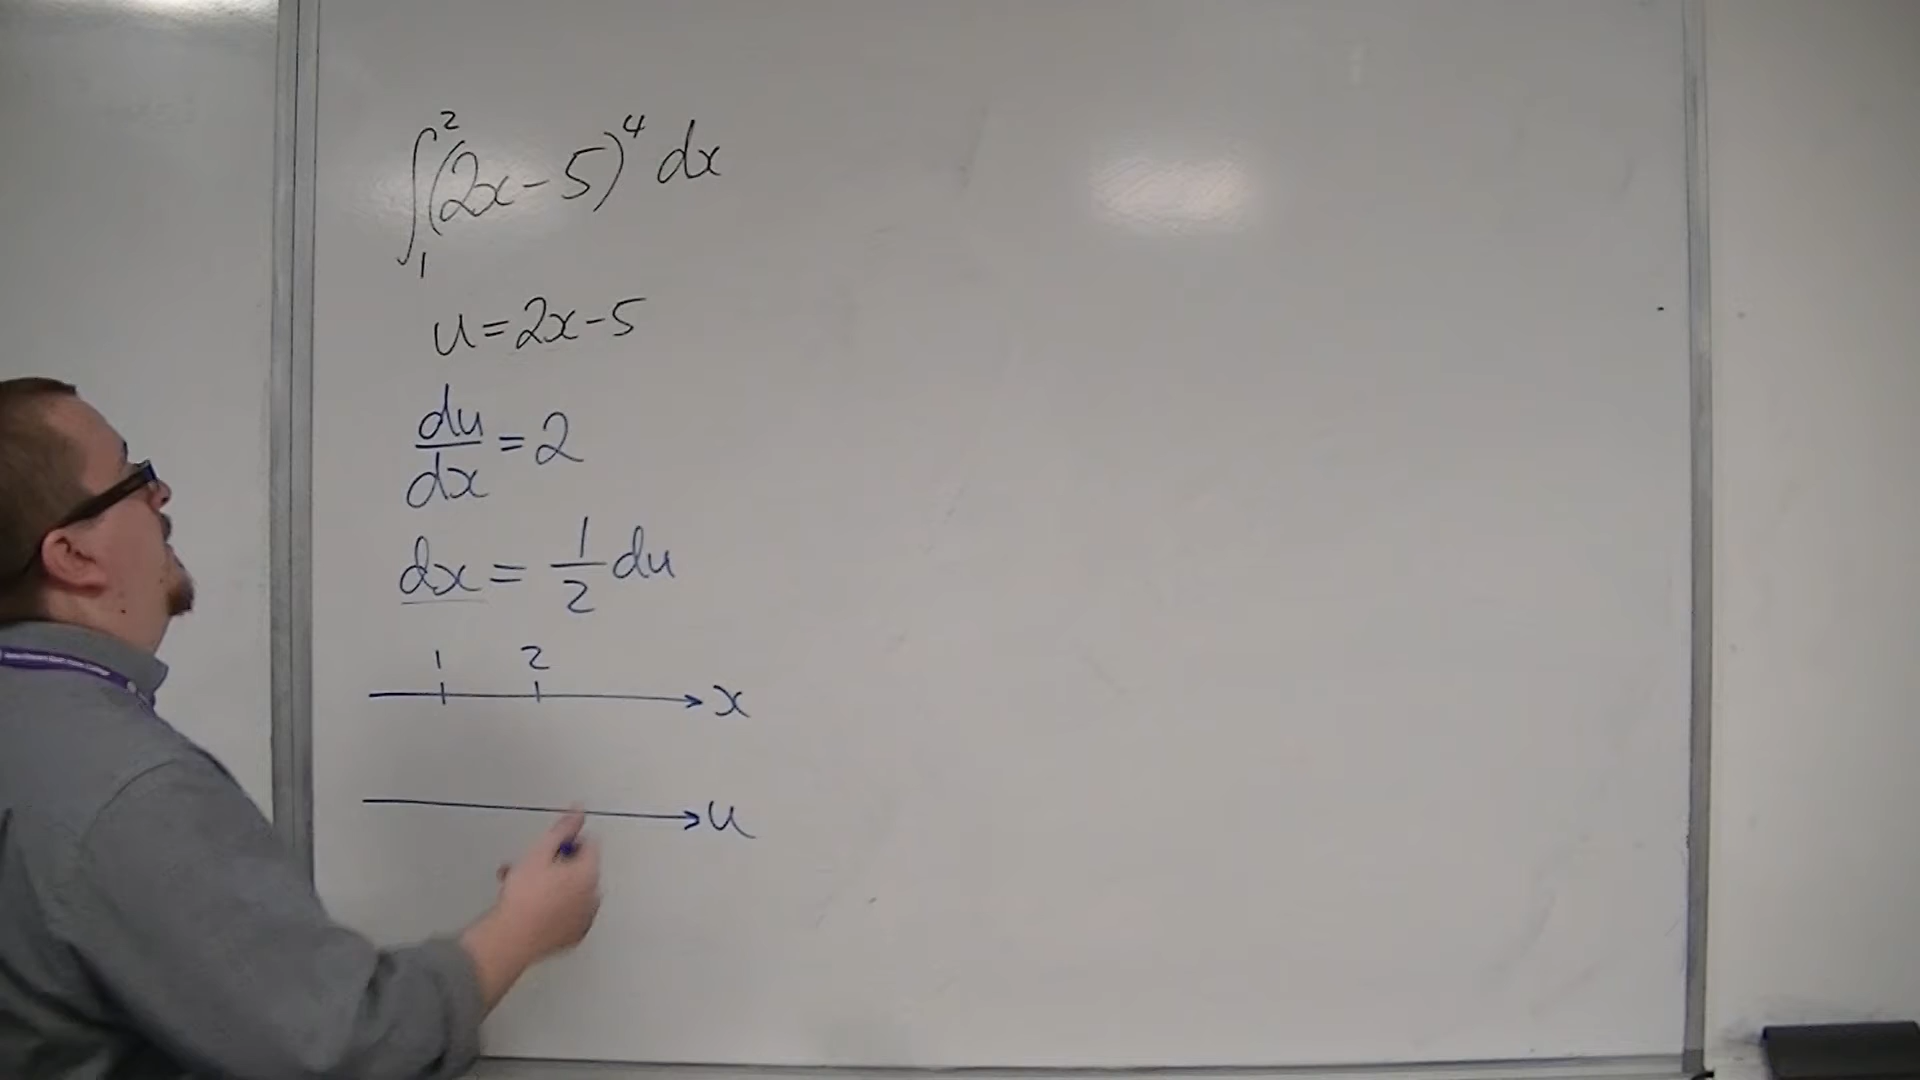 ∫₁² (2x-5)⁴ dx
u=2x-5
du/dx = 2
dx = 1/2 du
1 2
x
u